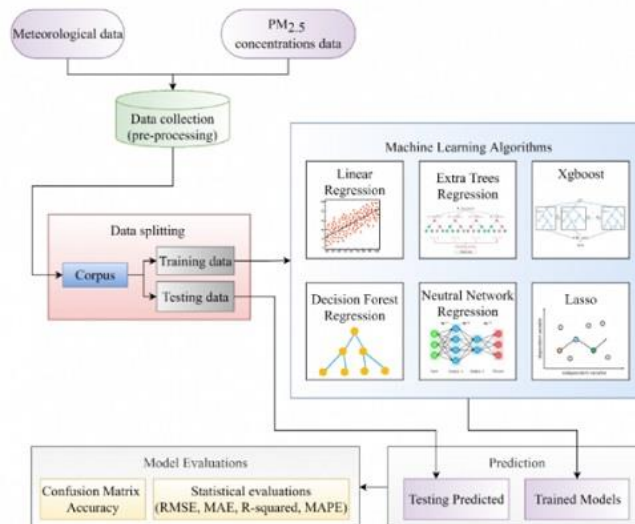 Meteorological data
PM2.5
concentrations data
Data collection
(pre-processing)
Machine Learning Algorithms
Linear
Regression
Extra Trees
Regression
Xgboost
Data splitting
Corpus
Training data
Testing data
Decision Forest
Regression
Neutral Network
Regression
Lasso
Model Evaluations
Confusion Matrix
Accuracy
Statistical evaluations
(RMSE, MAE, R-squared, MAPE)
Prediction
Testing Predicted
Trained Models